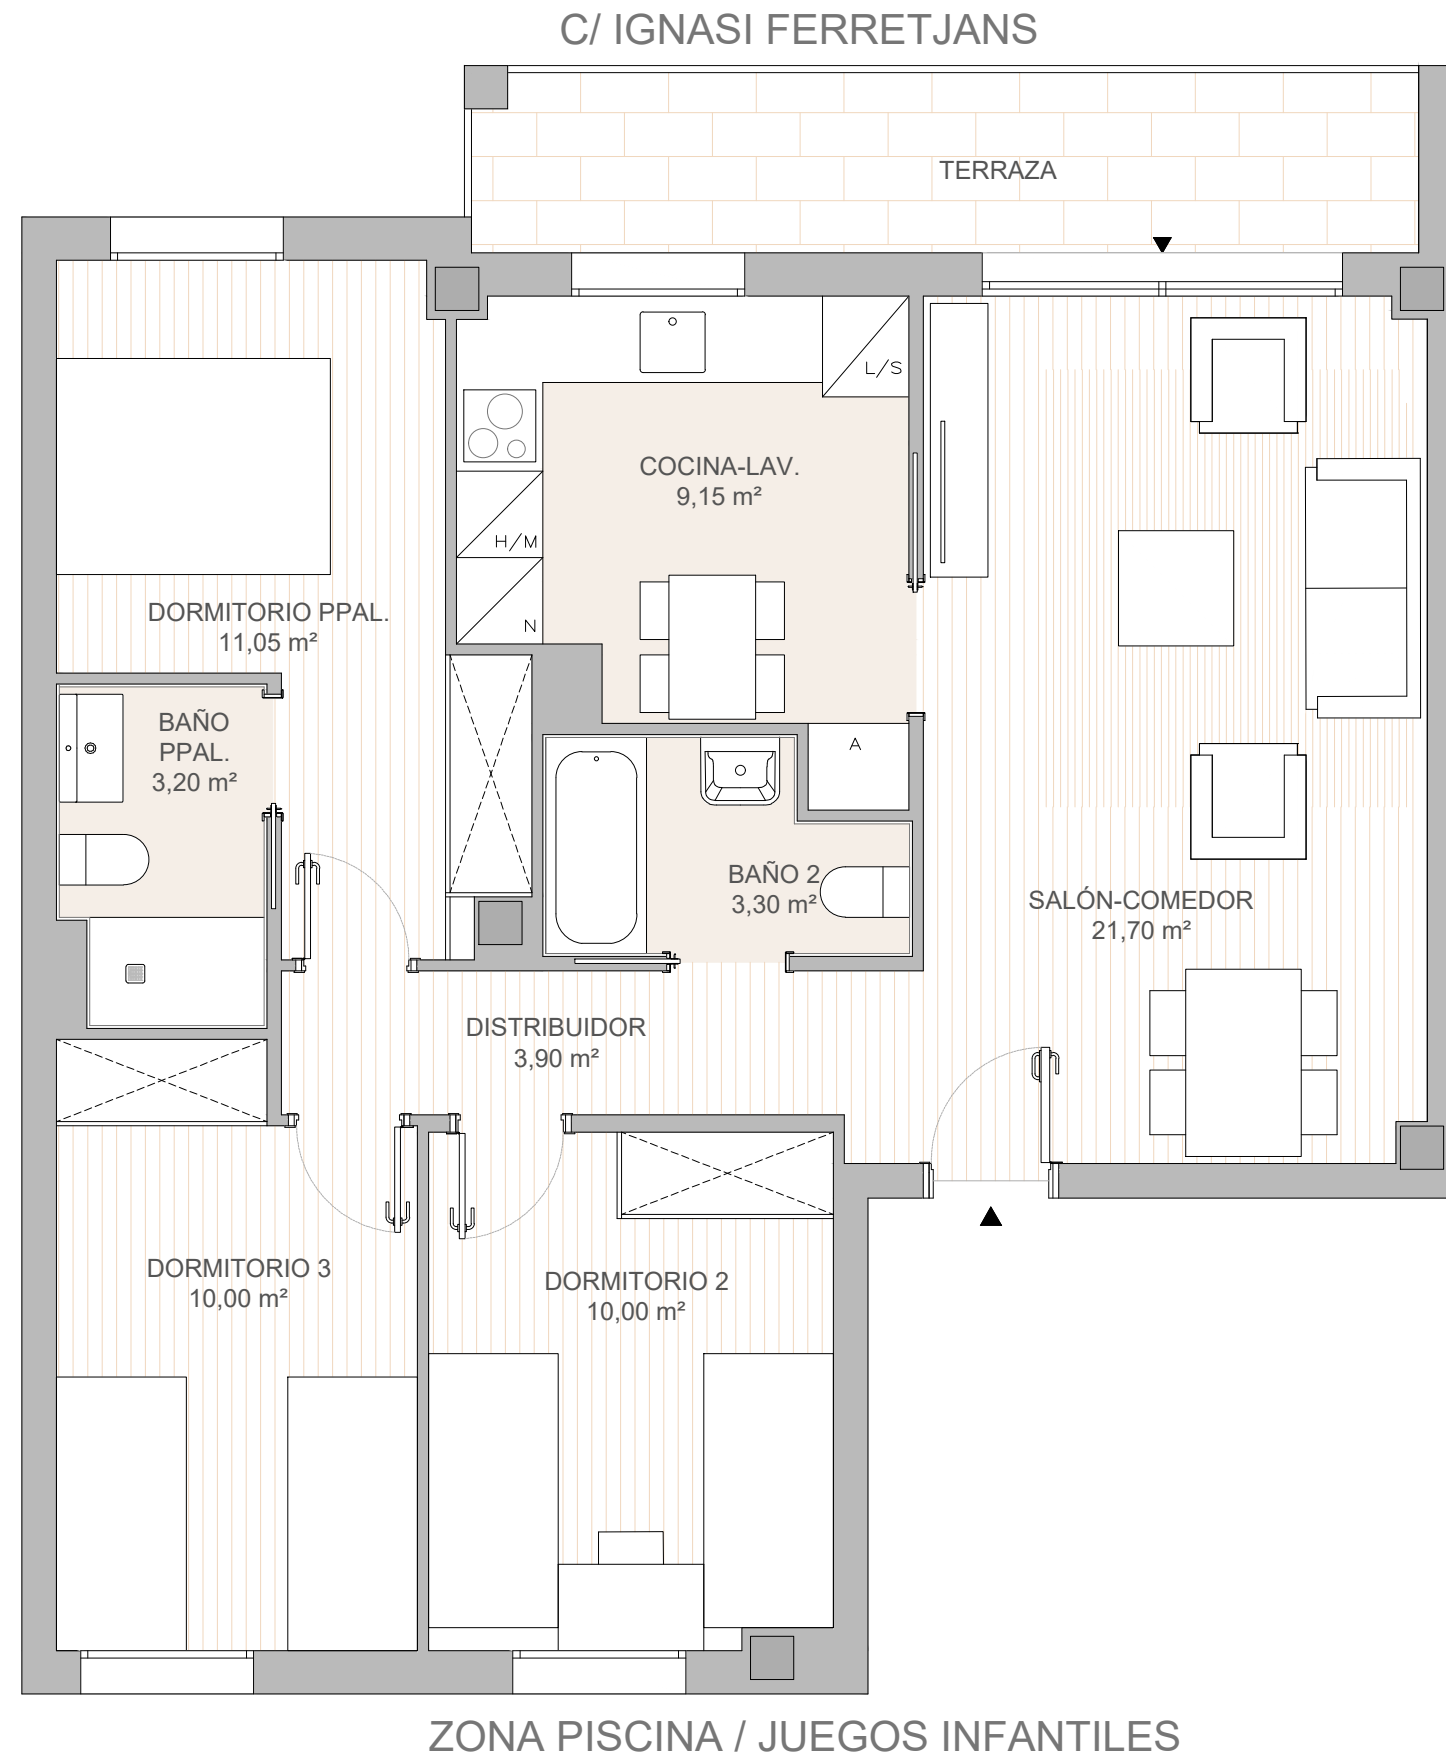 C/ IGNASI FERRETJANS
TERRAZA
L/S
COCINA-LAV.
9,15 m²
H/M
N
DORMITORIO PPAL.
11,05 m²
BAÑO
PPAL.
3,20 m²
A
BAÑO 2
3,30 m²
SALÓN-COMEDOR
21,70 m²
DISTRIBUIDOR
3,90 m²
DORMITORIO 3
10,00 m²
DORMITORIO 2
10,00 m²
ZONA PISCINA / JUEGOS INFANTILES